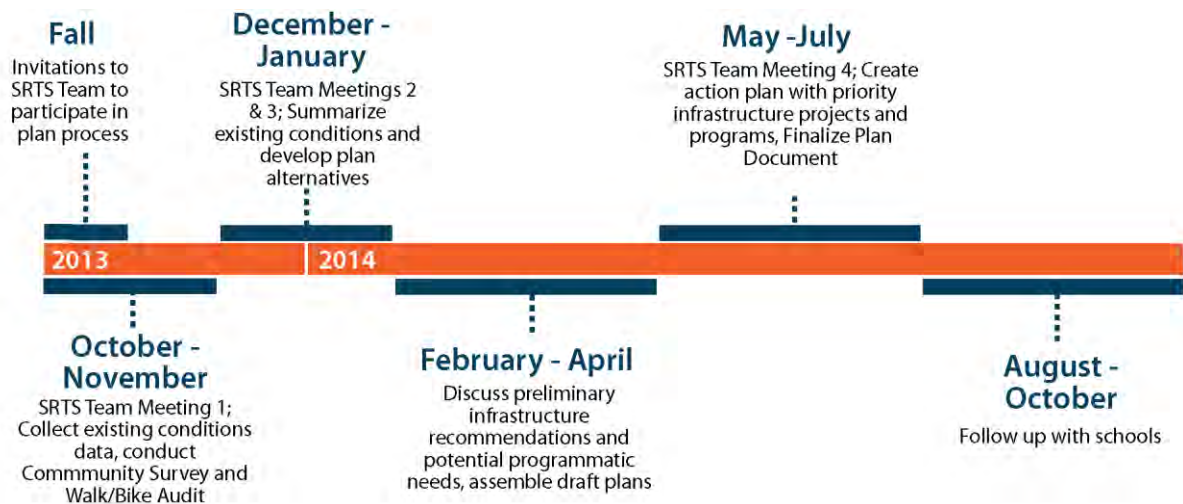 Fall
Invitations to
SRTS Team to
participate in
plan process
December -
January
SRTS Team Meetings 2
& 3; Summarize
existing conditions and
develop plan
alternatives
May -July
SRTS Team Meeting 4; Create
action plan with priority
infrastructure projects and
programs, Finalize Plan
Document
2013
2014
October -
November
SRTS Team Meeting 1;
Collect existing conditions
data, conduct
Commmunity Survey and
Walk/Bike Audit
February - April
Discuss preliminary
infrastructure
recommendations and
potential programmatic
needs, assemble draft plans
August -
October
Follow up with schools